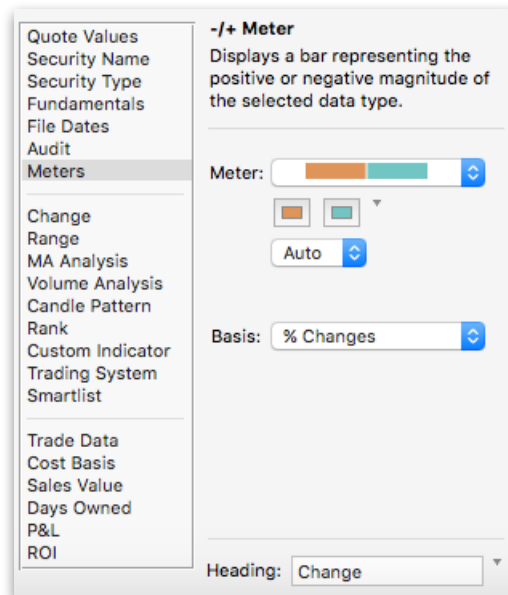 Quote Values
Security Name
Security Type
Fundamentals
File Dates
Audit
Meters
Change
Range
MA Analysis
Volume Analysis
Candle Pattern
Rank
Custom Indicator
Trading System
Smartlist
Trade Data
Cost Basis
Sales Value
Days Owned
P&L
ROI
-/+ Meter
Displays a bar representing the
positive or negative magnitude of
the selected data type.
Meter:
Auto
Basis: % Changes
Heading: Change